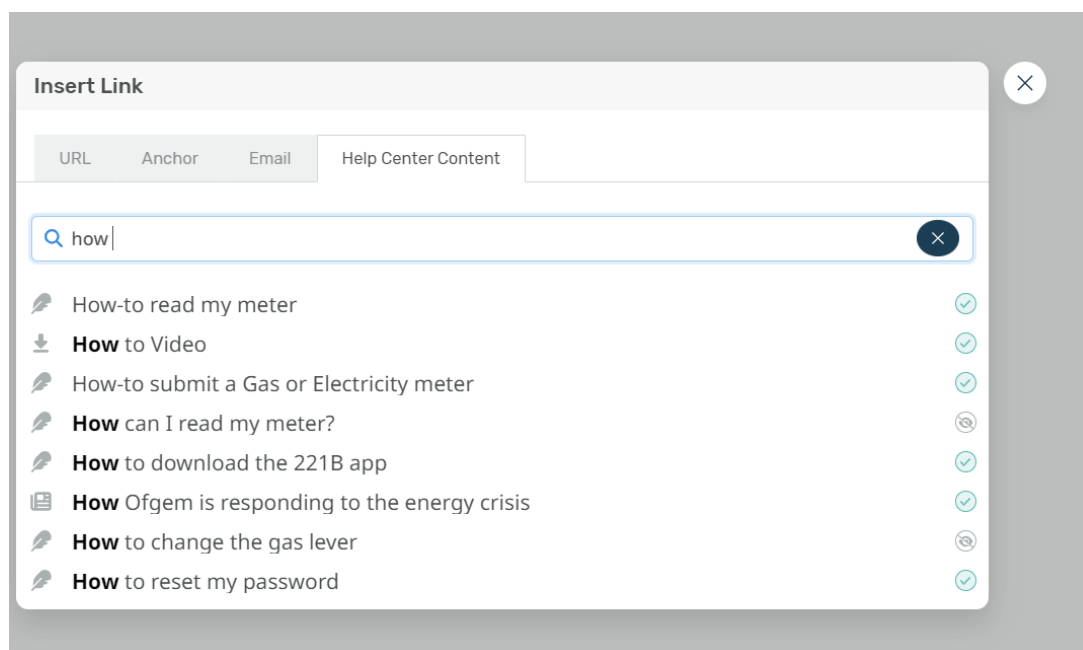 Insert Link
URL Anchor Email Help Center Content
how
How-to read my meter
How to Video
How-to submit a Gas or Electricity meter
How can I read my meter?
How to download the 221B app
How Ofgem is responding to the energy crisis
How to change the gas lever
How to reset my password